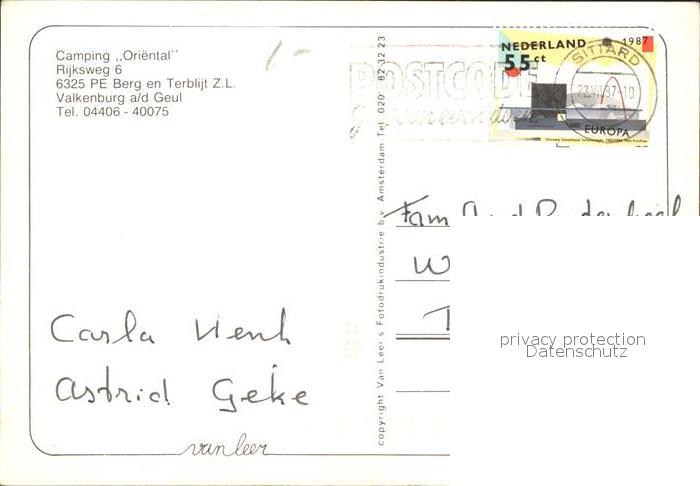 Camping „Oriëntal"
Rijksweg 6
6325 PE Berg en Terblijt Z.L.
Valkenburg a/d Geul
Tel. 04406 - 40075
1-
POSTCODE
NEDERLAND 1987
55 ct
EUROPA
SITTARD
copyright Van Leer's Fotodrukindustrie b.v. Amsterdam Tel. 020 - 82 32 23
Fam
W
T
privacy protection
Datenschutz
Carla Henk
Astrid Geke
van leer